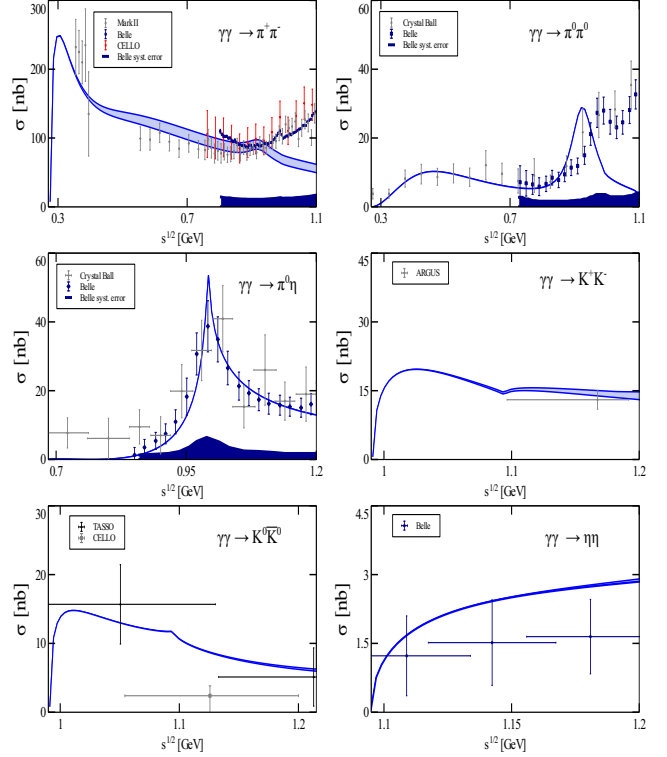 300
200
100
0
σ [nb]
0.3
0.7
1.1
s^{1/2} [GeV]
Mark II
Belle
CELLO
Belle syst. error
γγ → π⁺π⁻
60
40
20
0
σ [nb]
0.7
1.1
s^{1/2} [GeV]
Crystal Ball
Belle
Belle syst. error
γγ → π⁰π⁰
60
40
20
0
σ [nb]
0.7
0.95
1.2
s^{1/2} [GeV]
Crystal Ball
Belle
Belle syst. error
γγ → π⁰η
45
30
15
0
σ [nb]
1
1.1
1.2
s^{1/2} [GeV]
ARGUS
γγ → K⁺K⁻
30
20
10
0
σ [nb]
1
1.1
1.2
s^{1/2} [GeV]
TASSO
CELLO
γγ → K⁰K̅⁰
4.5
3
1.5
0
σ [nb]
1.1
1.15
1.2
s^{1/2} [GeV]
Belle
γγ → ηη